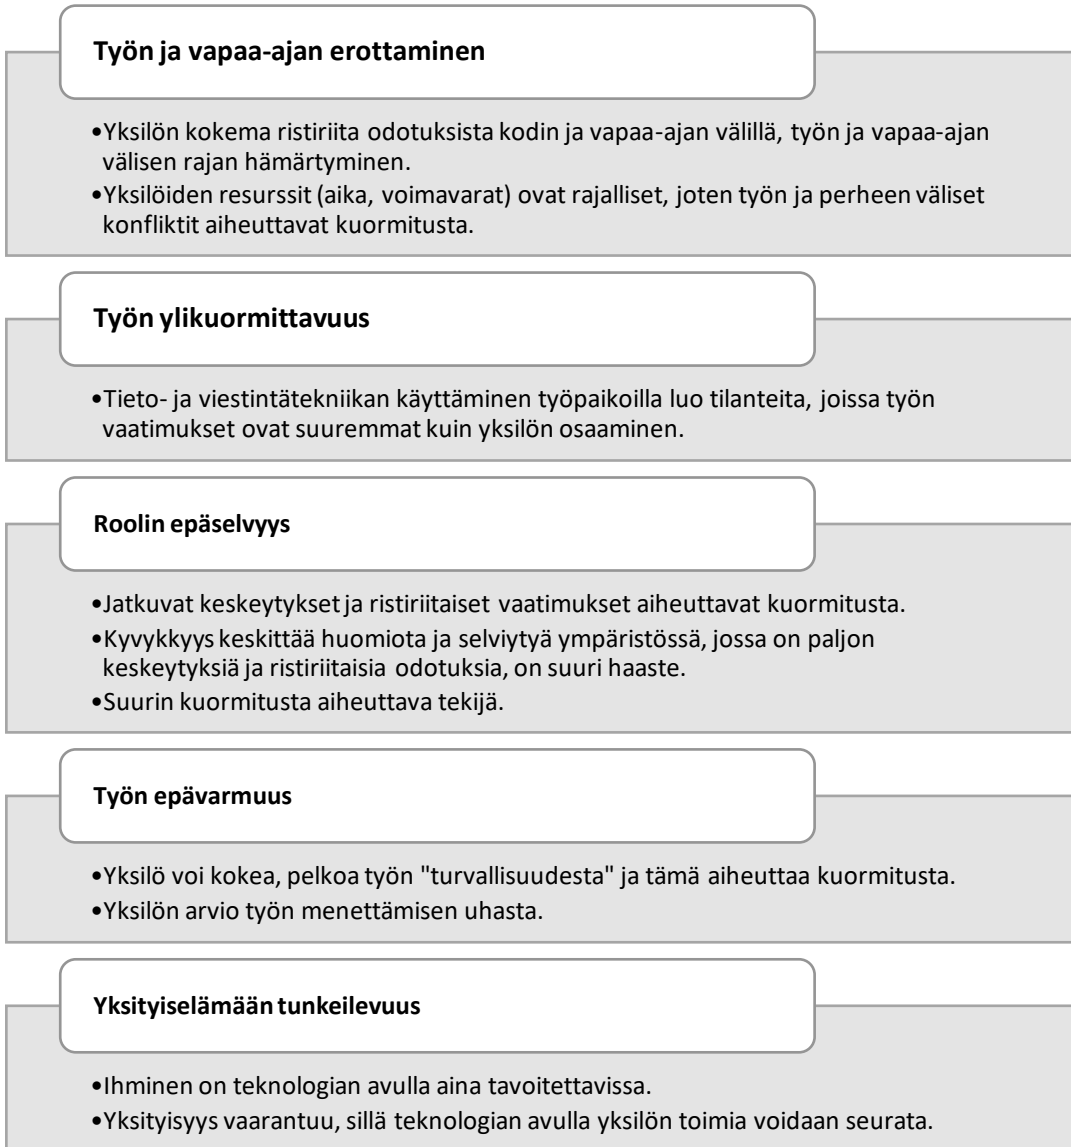 Työn ja vapaa-ajan erottaminen
•Yksilön kokema ristiriita odotuksista kodin ja vapaa-ajan välillä, työn ja vapaa-ajan
välisen rajan hämärtyminen.
•Yksilöiden resurssit (aika, voimavarat) ovat rajalliset, joten työn ja perheen väliset
konfliktit aiheuttavat kuormitusta.
Työn ylikuormittavuus
•Tieto- ja viestintätekniikan käyttäminen työpaikoilla luo tilanteita, joissa työn
vaatimukset ovat suuremmat kuin yksilön osaaminen.
Roolin epäselvyys
•Jatkuvat keskeytykset ja ristiriitaiset vaatimukset aiheuttavat kuormitusta.
•Kyvykkyys keskittää huomiota ja selviytyä ympäristössä, jossa on paljon
keskeytyksiä ja ristiriitaisia odotuksia, on suuri haaste.
•Suurin kuormitusta aiheuttava tekijä.
Työn epävarmuus
•Yksilö voi kokea, pelkoa työn "turvallisuudesta" ja tämä aiheuttaa kuormitusta.
•Yksilön arvio työn menettämisen uhasta.
Yksityiselämään tunkeilevuus
•Ihminen on teknologian avulla aina tavoitettavissa.
•Yksityisyys vaarantuu, sillä teknologian avulla yksilön toimia voidaan seurata.